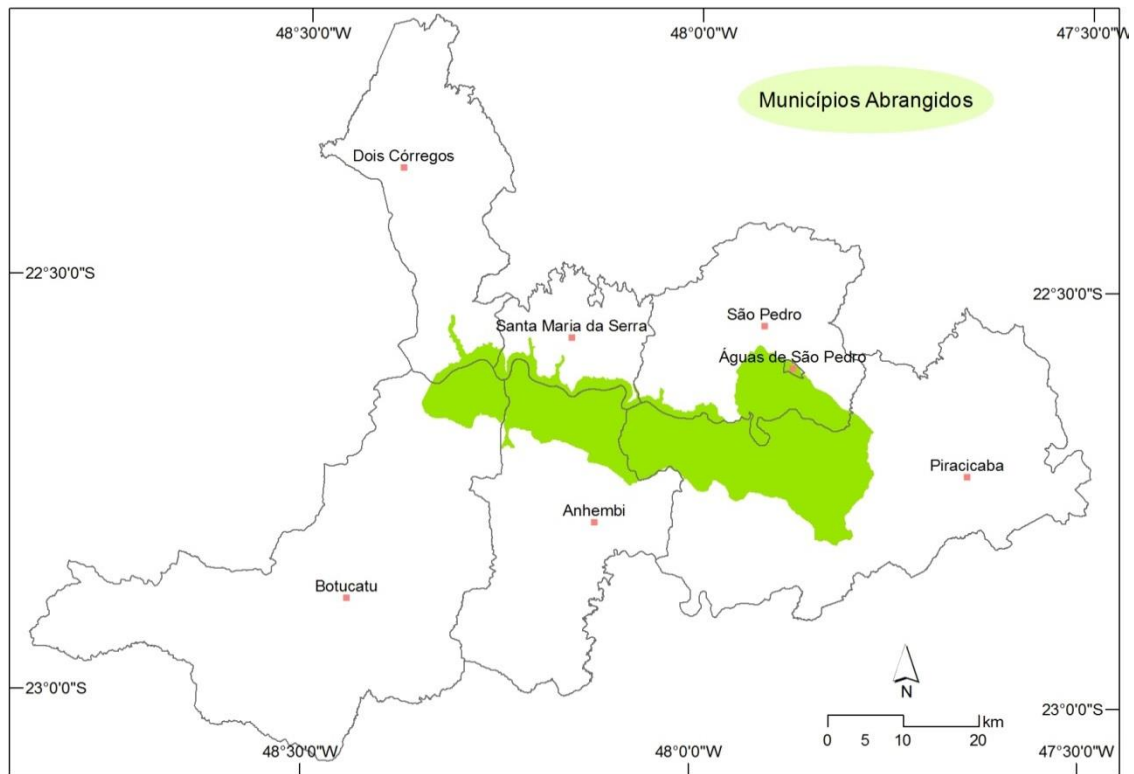 48°30'0"W
48°0'0"W
47°30'0"W
Municípios Abrangidos
Dois Córregos
22°30'0"S
22°30'0"S
São Pedro
Santa Maria da Serra
Águas de São Pedro
Piracicaba
Anhembi
Botucatu
23°0'0"S
N
km
0 5 10 20
23°0'0"S
48°30'0"W
48°0'0"W
47°30'0"W